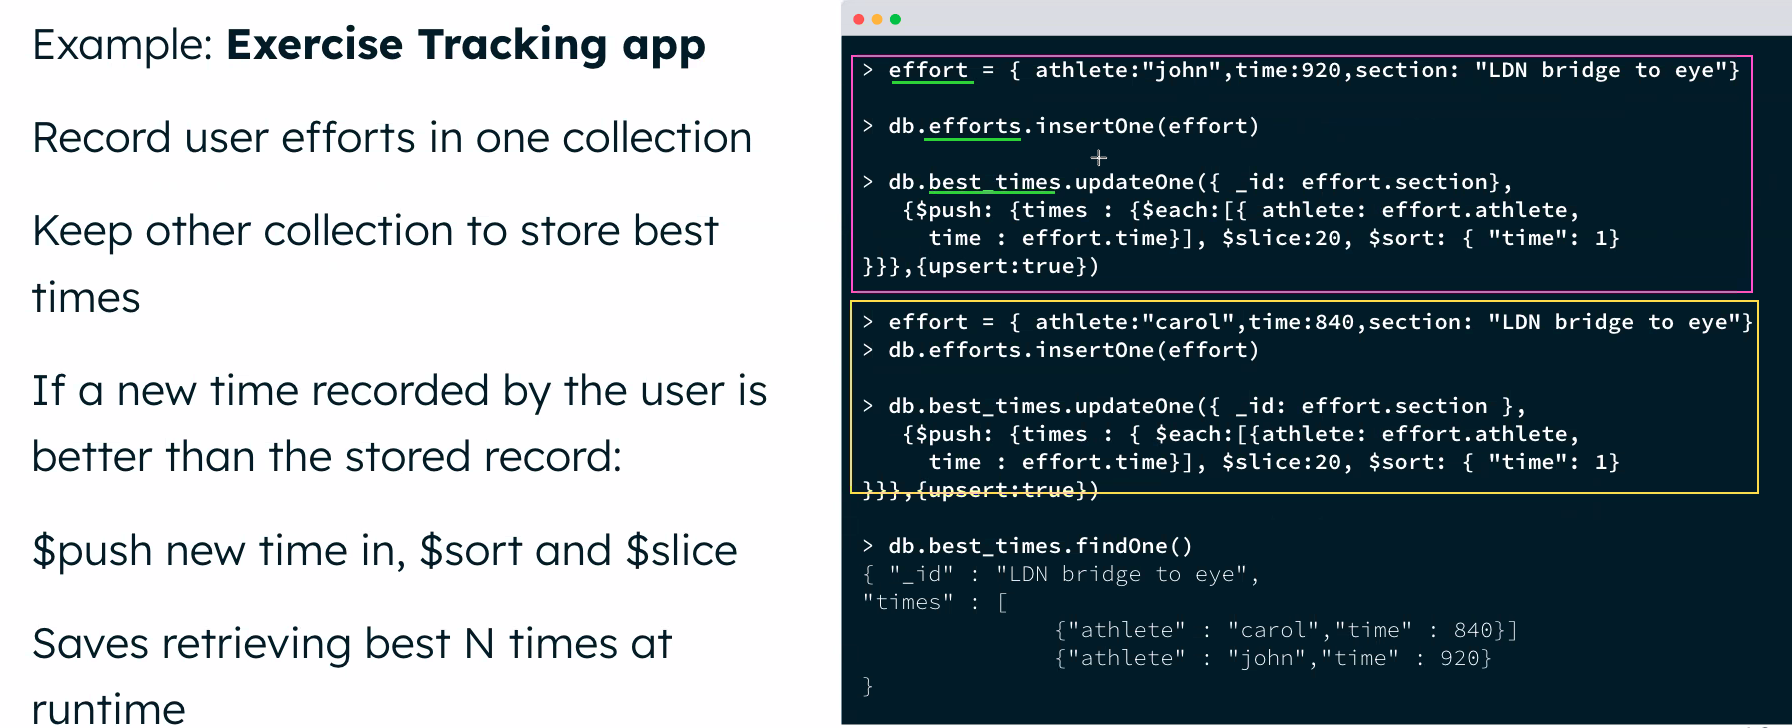 Example: Exercise Tracking app
Record user efforts in one collection
Keep other collection to store best
times
If a new time recorded by the user is
better than the stored record:
$push new time in, $sort and $slice
Saves retrieving best N times at
runtime
> effort = { athlete:"john",time:920,section: "LDN bridge to eye"}
> db.efforts.insertOne(effort)
> db.best_times.updateOne({ _id: effort.section},
{$push: {times : {$each:[{ athlete: effort.athlete,
time : effort.time}], $slice:20, $sort: { "time": 1}
}}},{upsert:true})
> effort = { athlete:"carol",time:840,section: "LDN bridge to eye"}
> db.efforts.insertOne(effort)
> db.best_times.updateOne({ _id: effort.section },
{$push: {times : { $each:[{athlete: effort.athlete,
time : effort.time}], $slice:20, $sort: { "time": 1}
}}},{upsert:true})
> db.best_times.findOne()
{ "_id" : "LDN bridge to eye",
"times" : [
{"athlete" : "carol","time" : 840}]
{"athlete" : "john","time" : 920}
}